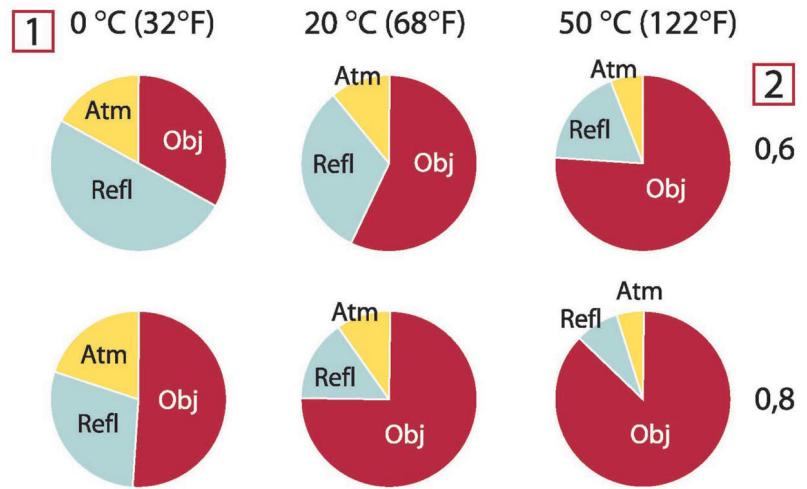 1 0 °C (32°F) 20 °C (68°F) 50 °C (122°F)
2
Atm Obj Refl
Atm Refl Obj
Atm Refl Obj
0,6
Atm Obj Refl
Atm Refl Obj
Atm Refl Obj
0,8